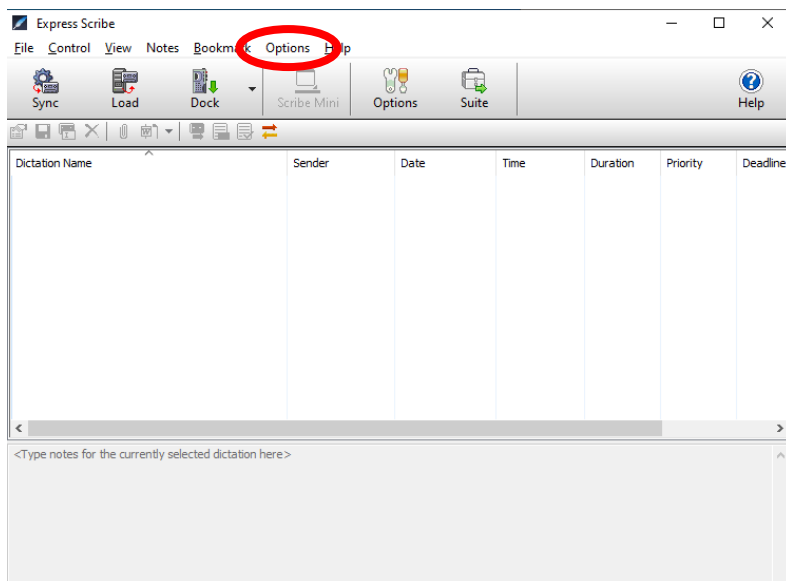 Express Scribe
File Control View Notes Bookmark Options Help
Sync Load Dock Scribe Mini Options Suite Help
Dictation Name Sender Date Time Duration Priority Deadline
<Type notes for the currently selected dictation here>